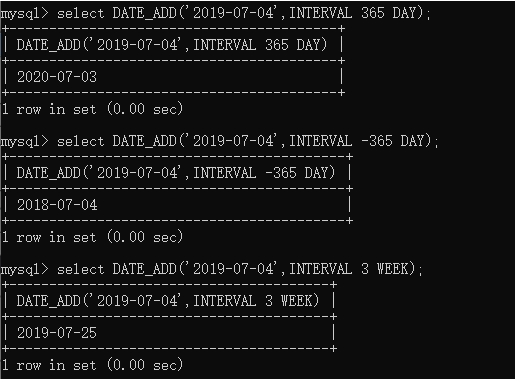 mysql> select DATE_ADD('2019-07-04',INTERVAL 365 DAY);
+----------------------------------------+
| DATE_ADD('2019-07-04',INTERVAL 365 DAY) |
+----------------------------------------+
| 2020-07-03 |
+----------------------------------------+
1 row in set (0.00 sec)
mysql> select DATE_ADD('2019-07-04',INTERVAL -365 DAY);
+-----------------------------------------+
| DATE_ADD('2019-07-04',INTERVAL -365 DAY) |
+-----------------------------------------+
| 2018-07-04 |
+-----------------------------------------+
1 row in set (0.00 sec)
mysql> select DATE_ADD('2019-07-04',INTERVAL 3 WEEK);
+---------------------------------------+
| DATE_ADD('2019-07-04',INTERVAL 3 WEEK) |
+---------------------------------------+
| 2019-07-25 |
+---------------------------------------+
1 row in set (0.00 sec)